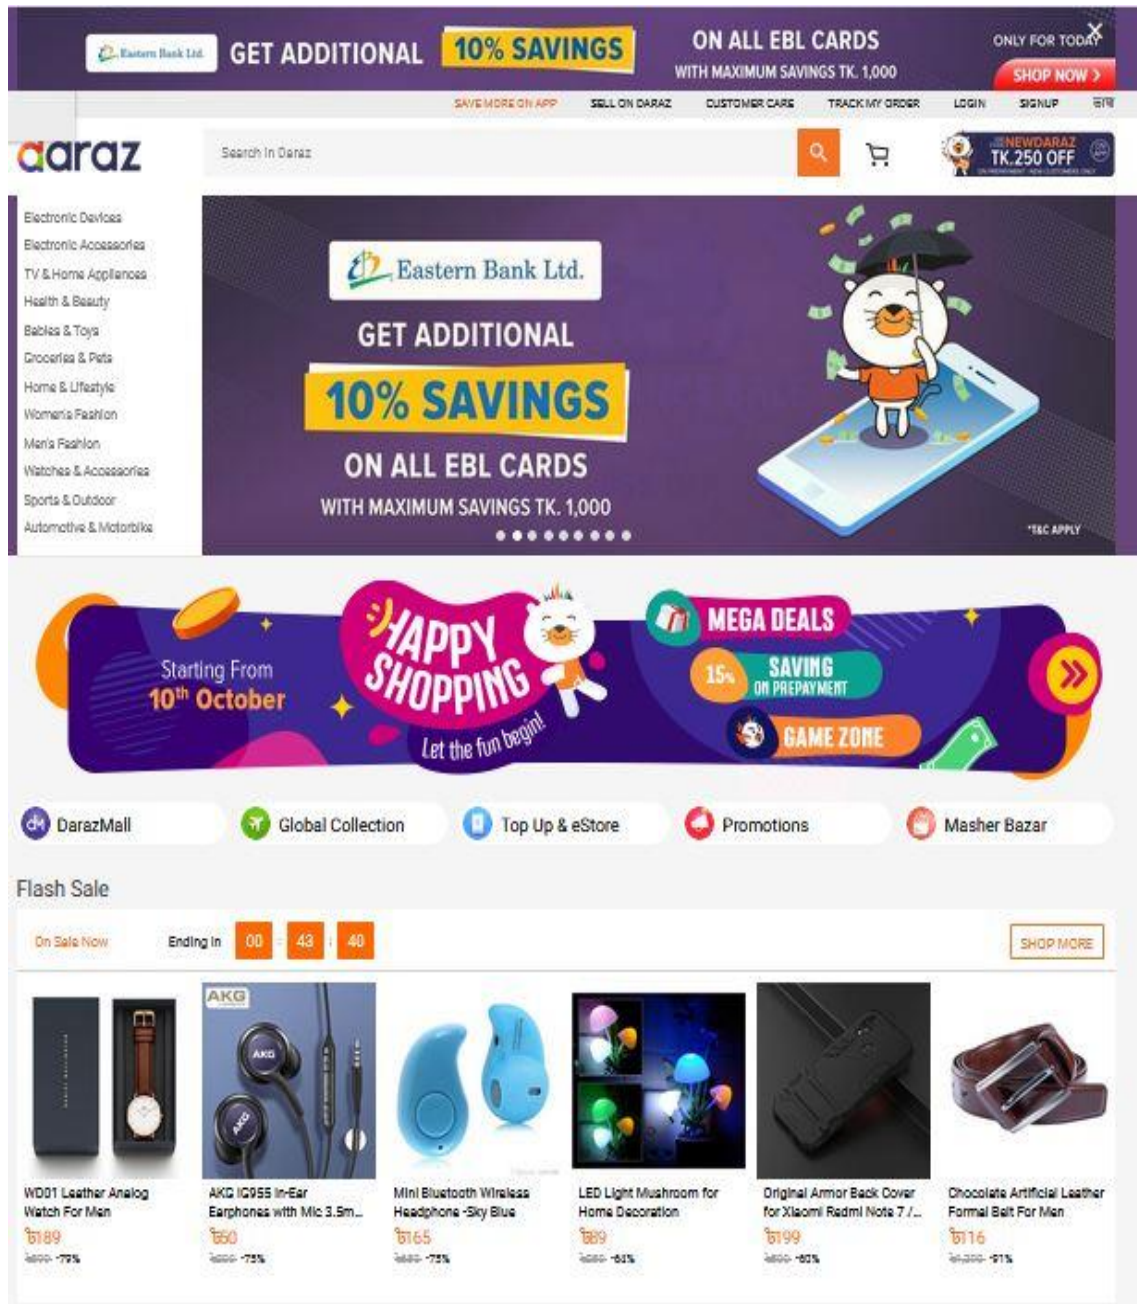 Eastern Bank Ltd.
GET ADDITIONAL
10% SAVINGS
ON ALL EBL CARDS
WITH MAXIMUM SAVINGS TK. 1,000
ONLY FOR TODAY
SHOP NOW
SAVE MORE ON APP
SELL ON DARAZ
CUSTOMER CARE
TRACK MY ORDER
LOGIN
SIGNUP
daraz
Search In Daraz
NEWDARAZ
TK.250 OFF
Electronic Devices
Electronic Accessories
TV & Home Appliances
Health & Beauty
Babies & Toys
Groceries & Pets
Home & Lifestyle
Women's Fashion
Men's Fashion
Watches & Accessories
Sports & Outdoor
Automotive & Motorbike
Eastern Bank Ltd.
GET ADDITIONAL
10% SAVINGS
ON ALL EBL CARDS
WITH MAXIMUM SAVINGS TK. 1,000
*T&C APPLY
Starting From
10th October
HAPPY
SHOPPING
Let the fun begin!
MEGA DEALS
15%
SAVING
ON PREPAYMENT
GAME ZONE
DarazMall
Global Collection
Top Up & eStore
Promotions
Masher Bazar
Flash Sale
On Sale Now
Ending in
00 : 43 : 40
SHOP MORE
WD01 Leather Analog
Watch For Men
৳189
-79%
AKG
AKG
AKG
AKG IG955 In-Ear
Earphones with Mic 3.5m...
৳50
-75%
Mini Bluetooth Wireless
Headphone -Sky Blue
৳165
-75%
LED Light Mushroom for
Home Decoration
৳89
-64%
Original Armor Back Cover
for Xiaomi Redmi Note 7 /...
৳199
-60%
Chocolate Artificial Leather
Formal Belt For Men
৳116
-91%